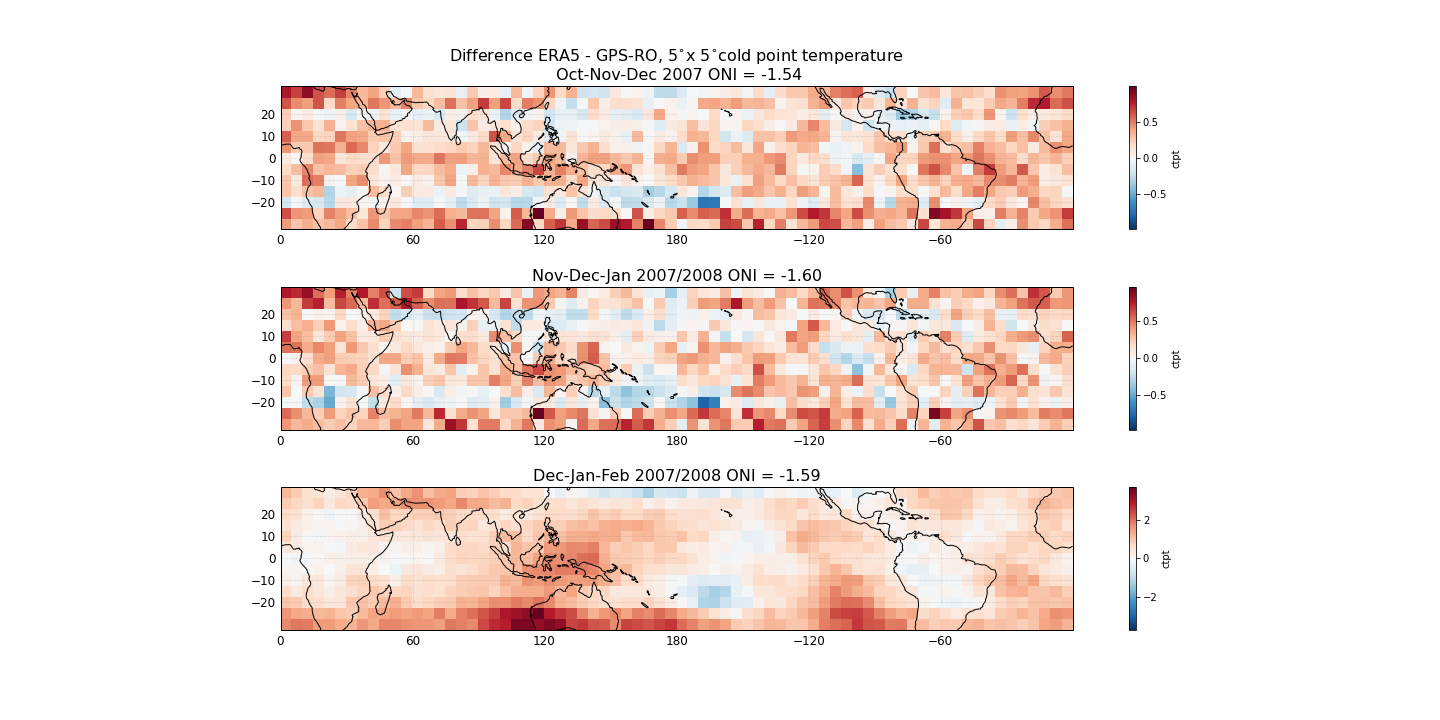 Difference ERA5 - GPS-RO, 5°x 5°cold point temperature
Oct-Nov-Dec 2007 ONI = -1.54
20
10
0
−10
−20
0 60 120 180 −120 −60
0.5
0.0
−0.5
ctpt
Nov-Dec-Jan 2007/2008 ONI = -1.60
20
10
0
−10
−20
0 60 120 180 −120 −60
0.5
0.0
−0.5
ctpt
Dec-Jan-Feb 2007/2008 ONI = -1.59
20
10
0
−10
−20
0 60 120 180 −120 −60
2
0
−2
ctpt